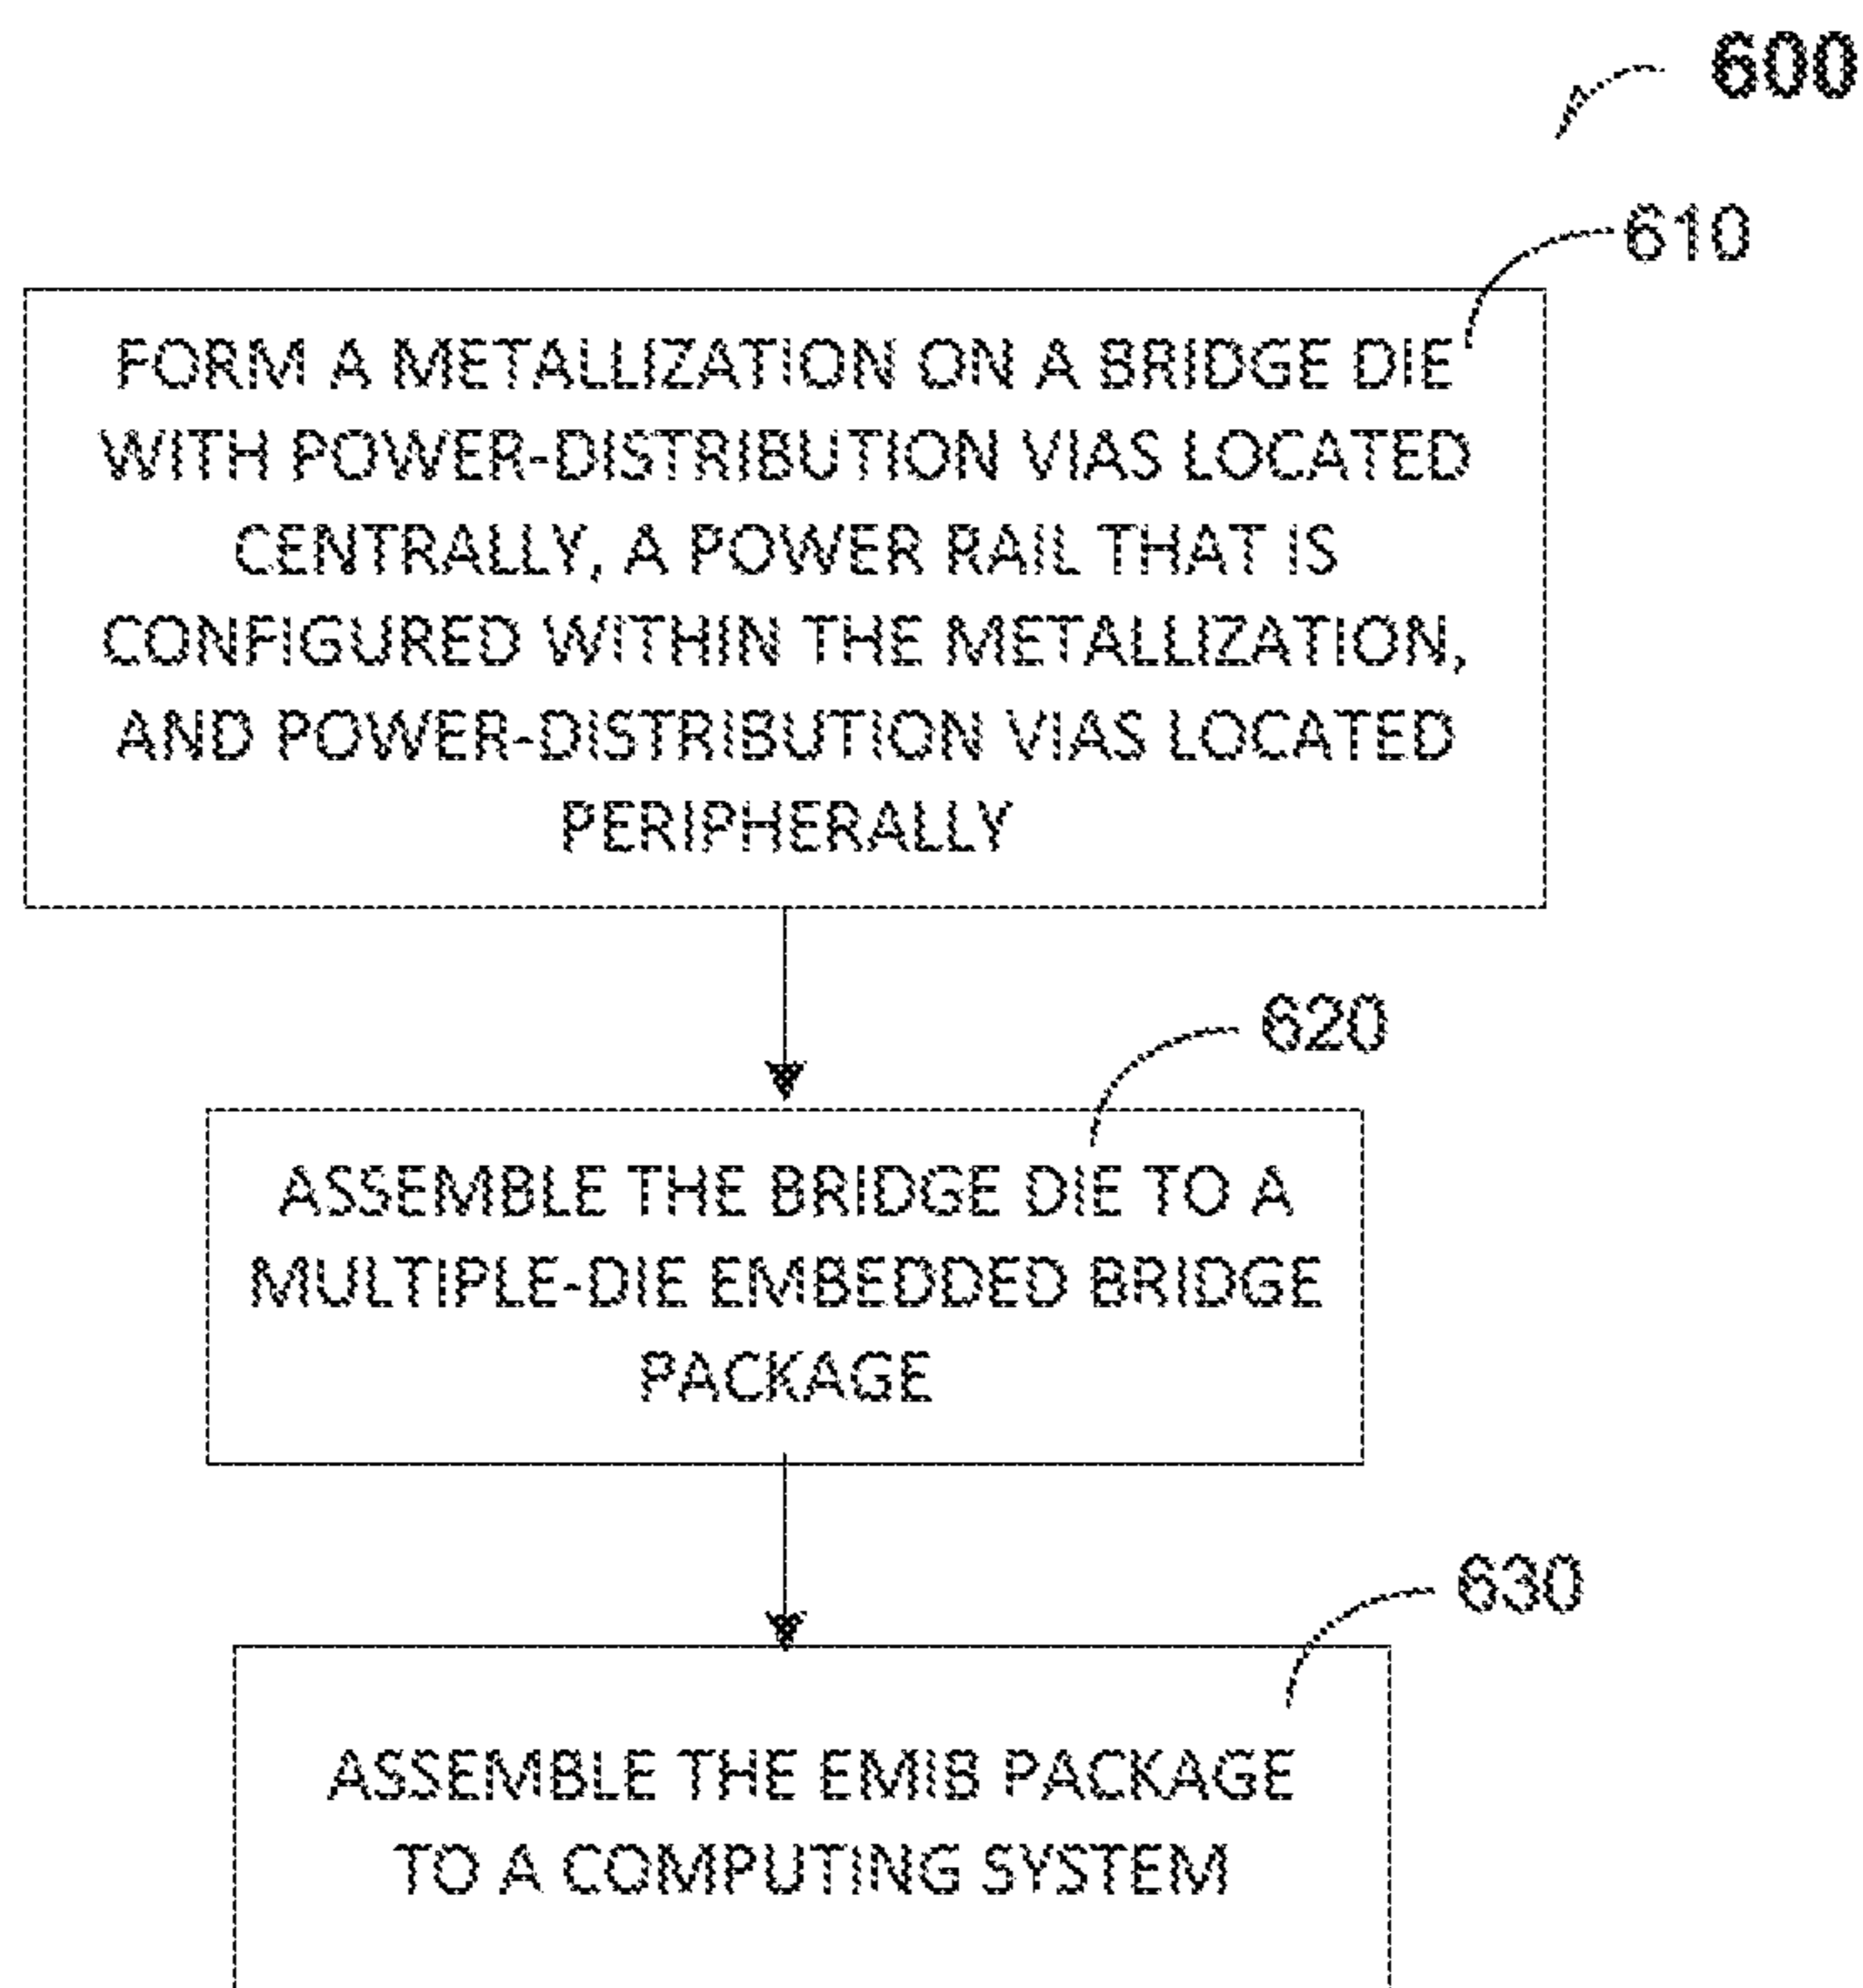 600
610
FORM A METALLIZATION ON A BRIDGE DIE
WITH POWER-DISTRIBUTION VIAS LOCATED
CENTRALLY, A POWER RAIL THAT IS
CONFIGURED WITHIN THE METALLIZATION,
AND POWER-DISTRIBUTION VIAS LOCATED
PERIPHERALLY
620
ASSEMBLE THE BRIDGE DIE TO A
MULTIPLE-DIE EMBEDDED BRIDGE
PACKAGE
630
ASSEMBLE THE EMIB PACKAGE
TO A COMPUTING SYSTEM